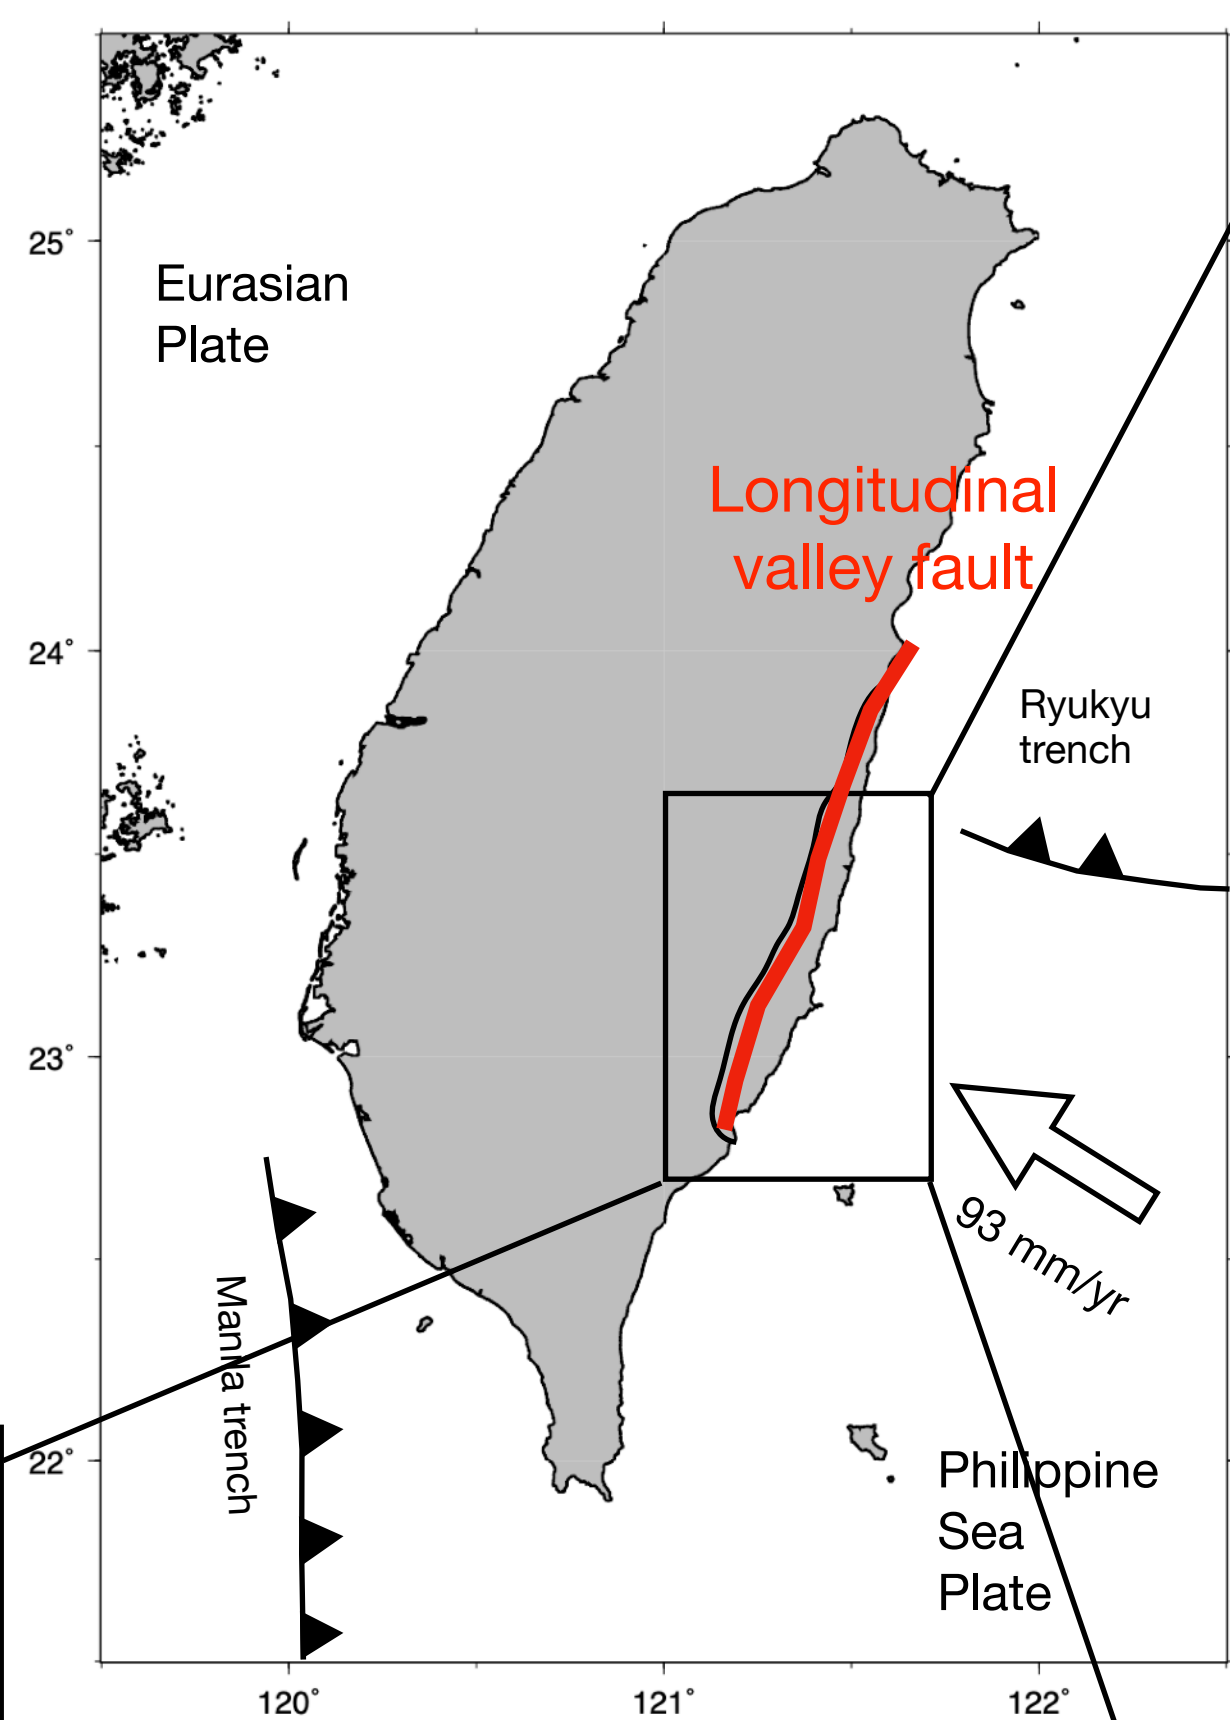 25°
Eurasian
Plate
Longitudinal
valley fault
24°
Ryukyu
trench
23°
93 mm/yr
Manila trench
22°
Philippine
Sea
Plate
120°
121°
122°